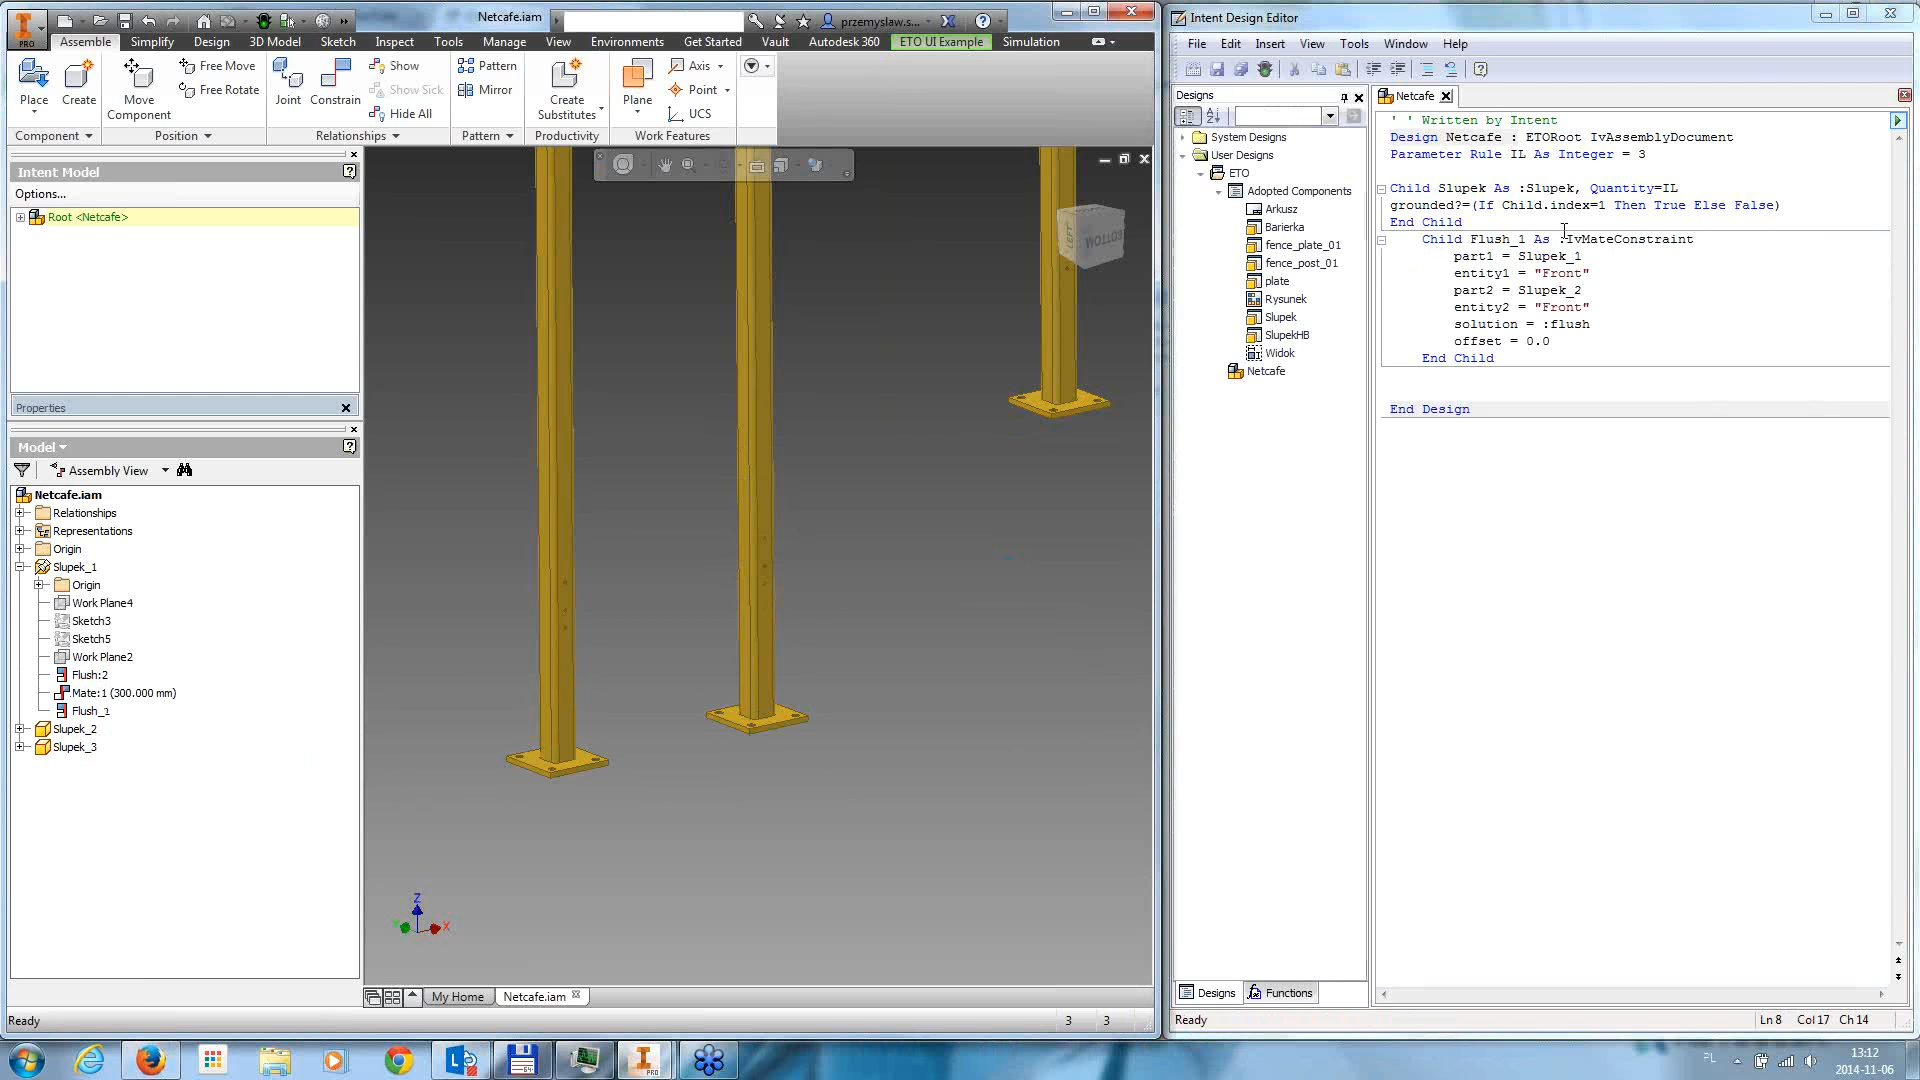 Netcafe.iam
przemyslaw.s...
PRO
Assemble Simplify Design 3D Model Sketch Inspect Tools Manage View Environments Get Started Vault Autodesk 360 ETO UI Example Simulation
Place
Create
Move Component
Free Move
Free Rotate
Joint
Constrain
Show
Show Sick
Hide All
Pattern
Mirror
Create Substitutes
Plane
Axis
Point
UCS
Component
Position
Relationships
Pattern
Productivity
Work Features
Intent Model
Options...
Root <Netcafe>
Properties
Model
Assembly View
Netcafe.iam
Relationships
Representations
Origin
Slupek_1
Origin
Work Plane4
Sketch3
Sketch5
Work Plane2
Flush:2
Mate:1 (300.000 mm)
Flush_1
Slupek_2
Slupek_3
LEFT
BOTTOM
Z
X
My Home
Netcafe.iam
Ready
3 3
Intent Design Editor
File Edit Insert View Tools Window Help
Designs
System Designs
User Designs
ETO
Adopted Components
Arkusz
Barierka
fence_plate_01
fence_post_01
plate
Rysunek
Slupek
SlupekHB
Widok
Netcafe
Designs
Functions
Netcafe
' ' Written by Intent
Design Netcafe : ETORoot IvAssemblyDocument
Parameter Rule IL As Integer = 3
Child Slupek As :Slupek, Quantity=IL
grounded?=(If Child.index=1 Then True Else False)
End Child
Child Flush_1 As :IvMateConstraint
part1 = Slupek_1
entity1 = "Front"
part2 = Slupek_2
entity2 = "Front"
solution = :flush
offset = 0.0
End Child
End Design
Ready
Ln 8 Col 17 Ch 14
PL
13:12
2014-11-06